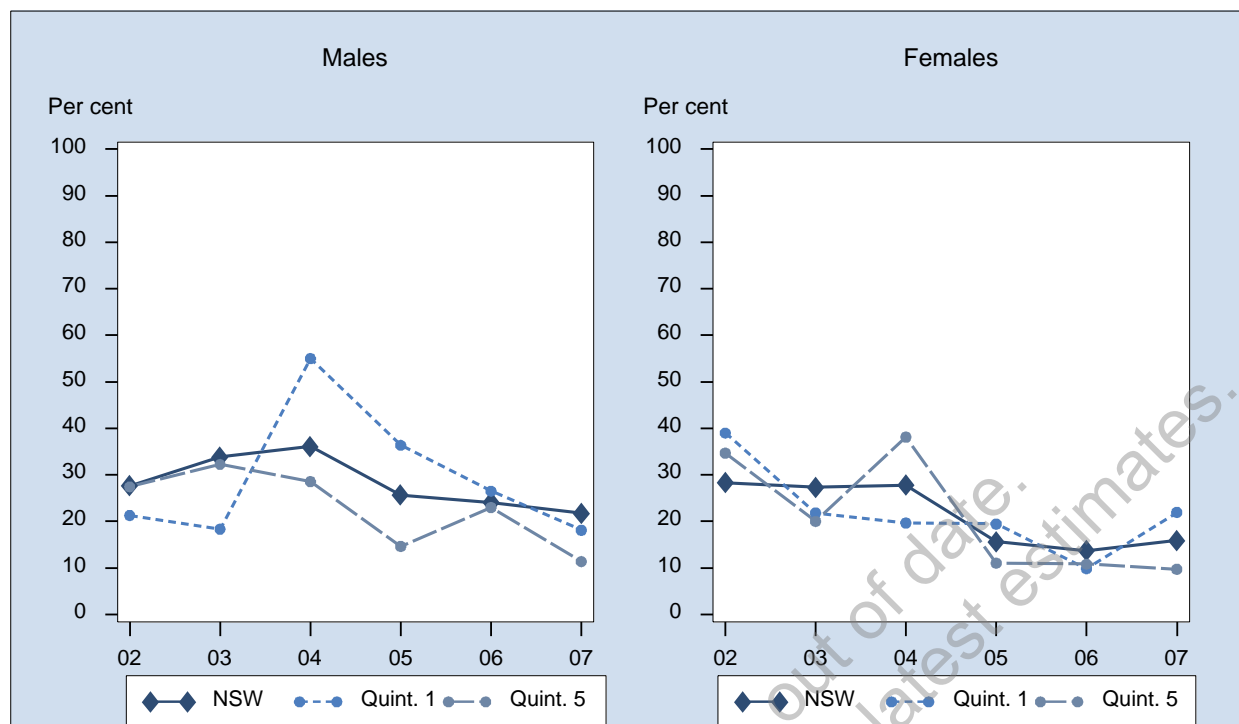 Males
Per cent
100
90
80
70
60
50
40
30
20
10
0
02 03 04 05 06 07
NSW Quint. 1 Quint. 5
Females
Per cent
100
90
80
70
60
50
40
30
20
10
0
02 03 04 05 06 07
NSW Quint. 1 Quint. 5
out of date.
latest estimates.